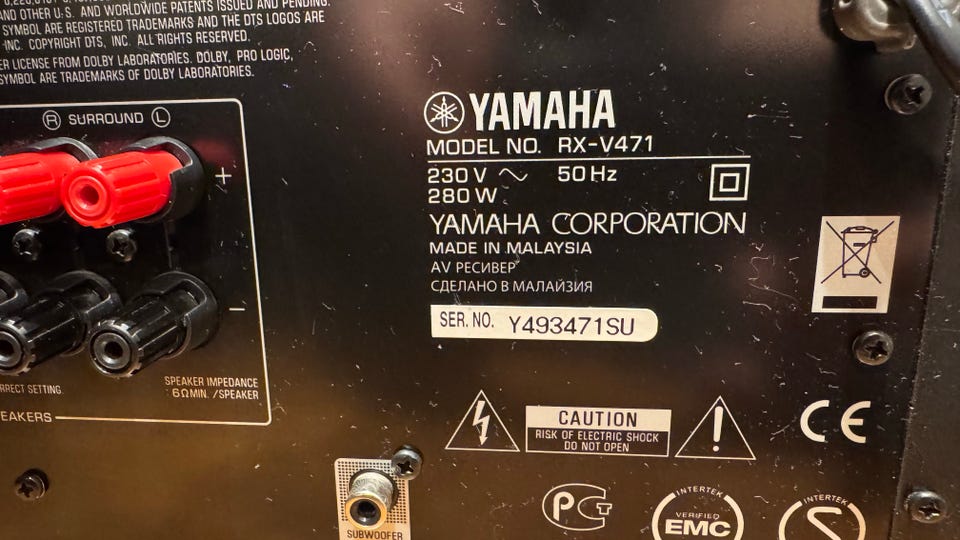 AND OTHER U.S. AND WORLDWIDE PATENTS ISSUED AND PENDING.
SYMBOL ARE REGISTERED TRADEMARKS AND THE DTS LOGOS ARE
INC. COPYRIGHT DTS, INC. ALL RIGHTS RESERVED.
LICENSE FROM DOLBY LABORATORIES. DOLBY, PRO LOGIC,
SYMBOL ARE TRADEMARKS OF DOLBY LABORATORIES.
R SURROUND L
+
−
SPEAKER IMPEDANCE
6ΩMIN. /SPEAKER
SETTING
YAMAHA
MODEL NO. RX-V471
230 V ~ 50 Hz
280 W
YAMAHA CORPORATION
MADE IN MALAYSIA
AV РЕСИВЕР
СДЕЛАНО В МАЛАЙЗИЯ
SER. NO. Y493471SU
CAUTION
RISK OF ELECTRIC SHOCK
DO NOT OPEN
!
CE
SUBWOOFER
INTERTEK
VERIFIED
EMC
INTERTEK
S